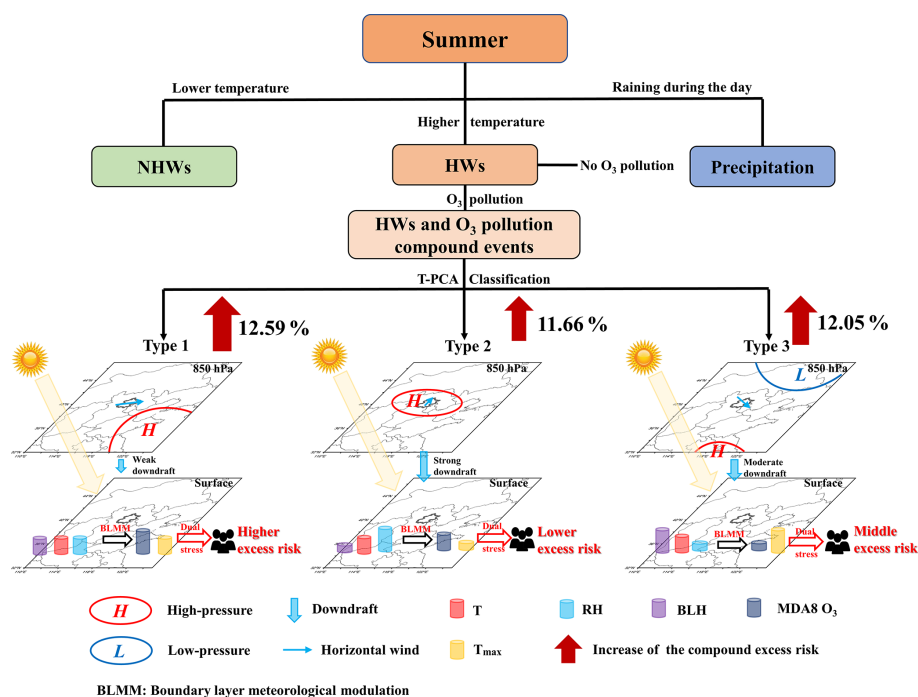 Summer
Lower temperature
Raining during the day
Higher temperature
NHWs
HWs
No O₃ pollution
Precipitation
O₃ pollution
HWs and O₃ pollution
compound events
T-PCA Classification
12.59 %
11.66 %
12.05 %
Type 1
Type 2
Type 3
850 hPa
H
850 hPa
H
850 hPa
L
H
Weak
downdraft
Strong
downdraft
Moderate
downdraft
Surface
BLMM
Dual
stress
Higher
excess risk
Surface
BLMM
Dual
stress
Lower
excess risk
Surface
BLMM
Dual
stress
Middle
excess risk
H High-pressure
Downdraft
T
RH
BLH
MDA8 O₃
L Low-pressure
Horizontal wind
Tmax
Increase of the compound excess risk
BLMM: Boundary layer meteorological modulation